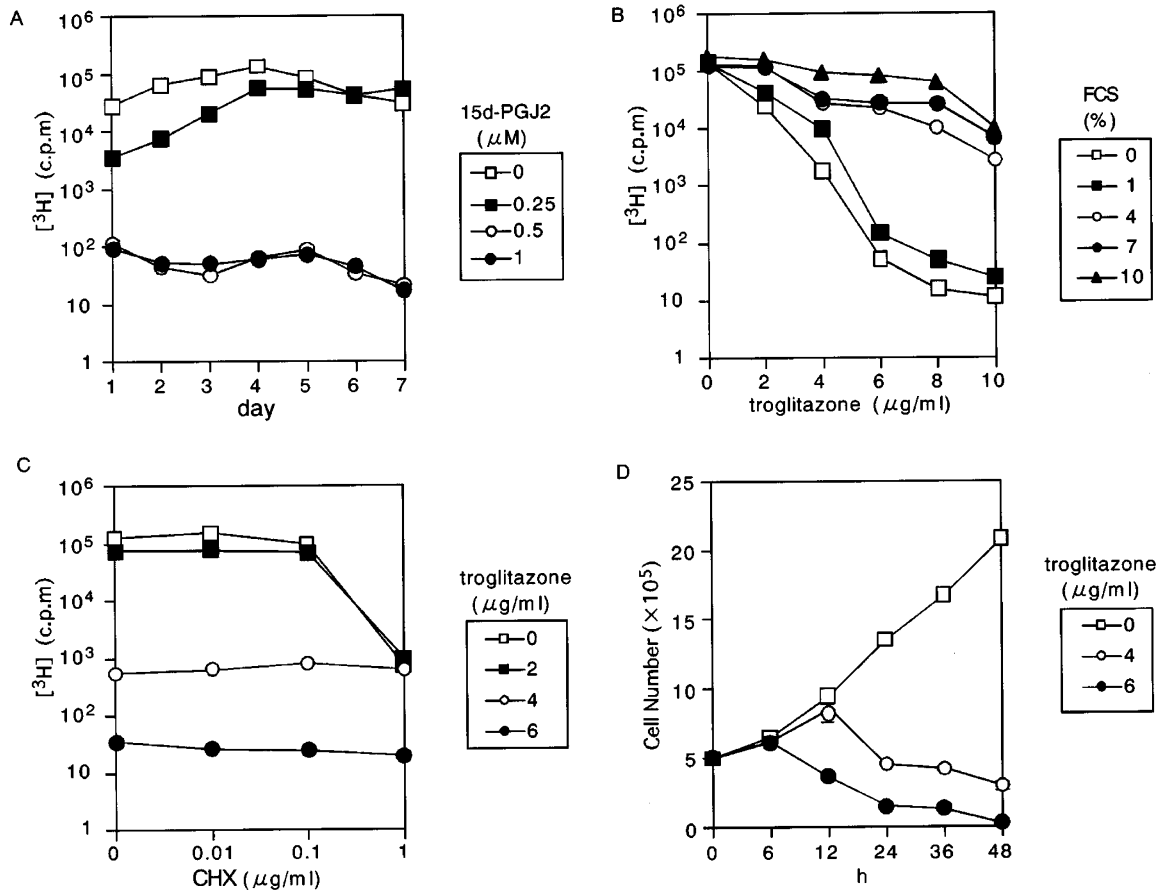 A
10⁶
10⁵
10⁴
10³
10²
10
1
[³H] (c.p.m)
1 2 3 4 5 6 7
day
15d-PGJ2
(μM)
0
0.25
0.5
1
B
10⁶
10⁵
10⁴
10³
10²
10
1
[³H] (c.p.m)
0 2 4 6 8 10
troglitazone (μg/ml)
FCS
(%)
0
1
4
7
10
C
10⁶
10⁵
10⁴
10³
10²
10
1
[³H] (c.p.m)
0 0.01 0.1 1
CHX (μg/ml)
troglitazone
(μg/ml)
0
2
4
6
D
25
20
15
10
5
0
Cell Number (×10⁵)
0 6 12 24 36 48
h
troglitazone
(μg/ml)
0
4
6